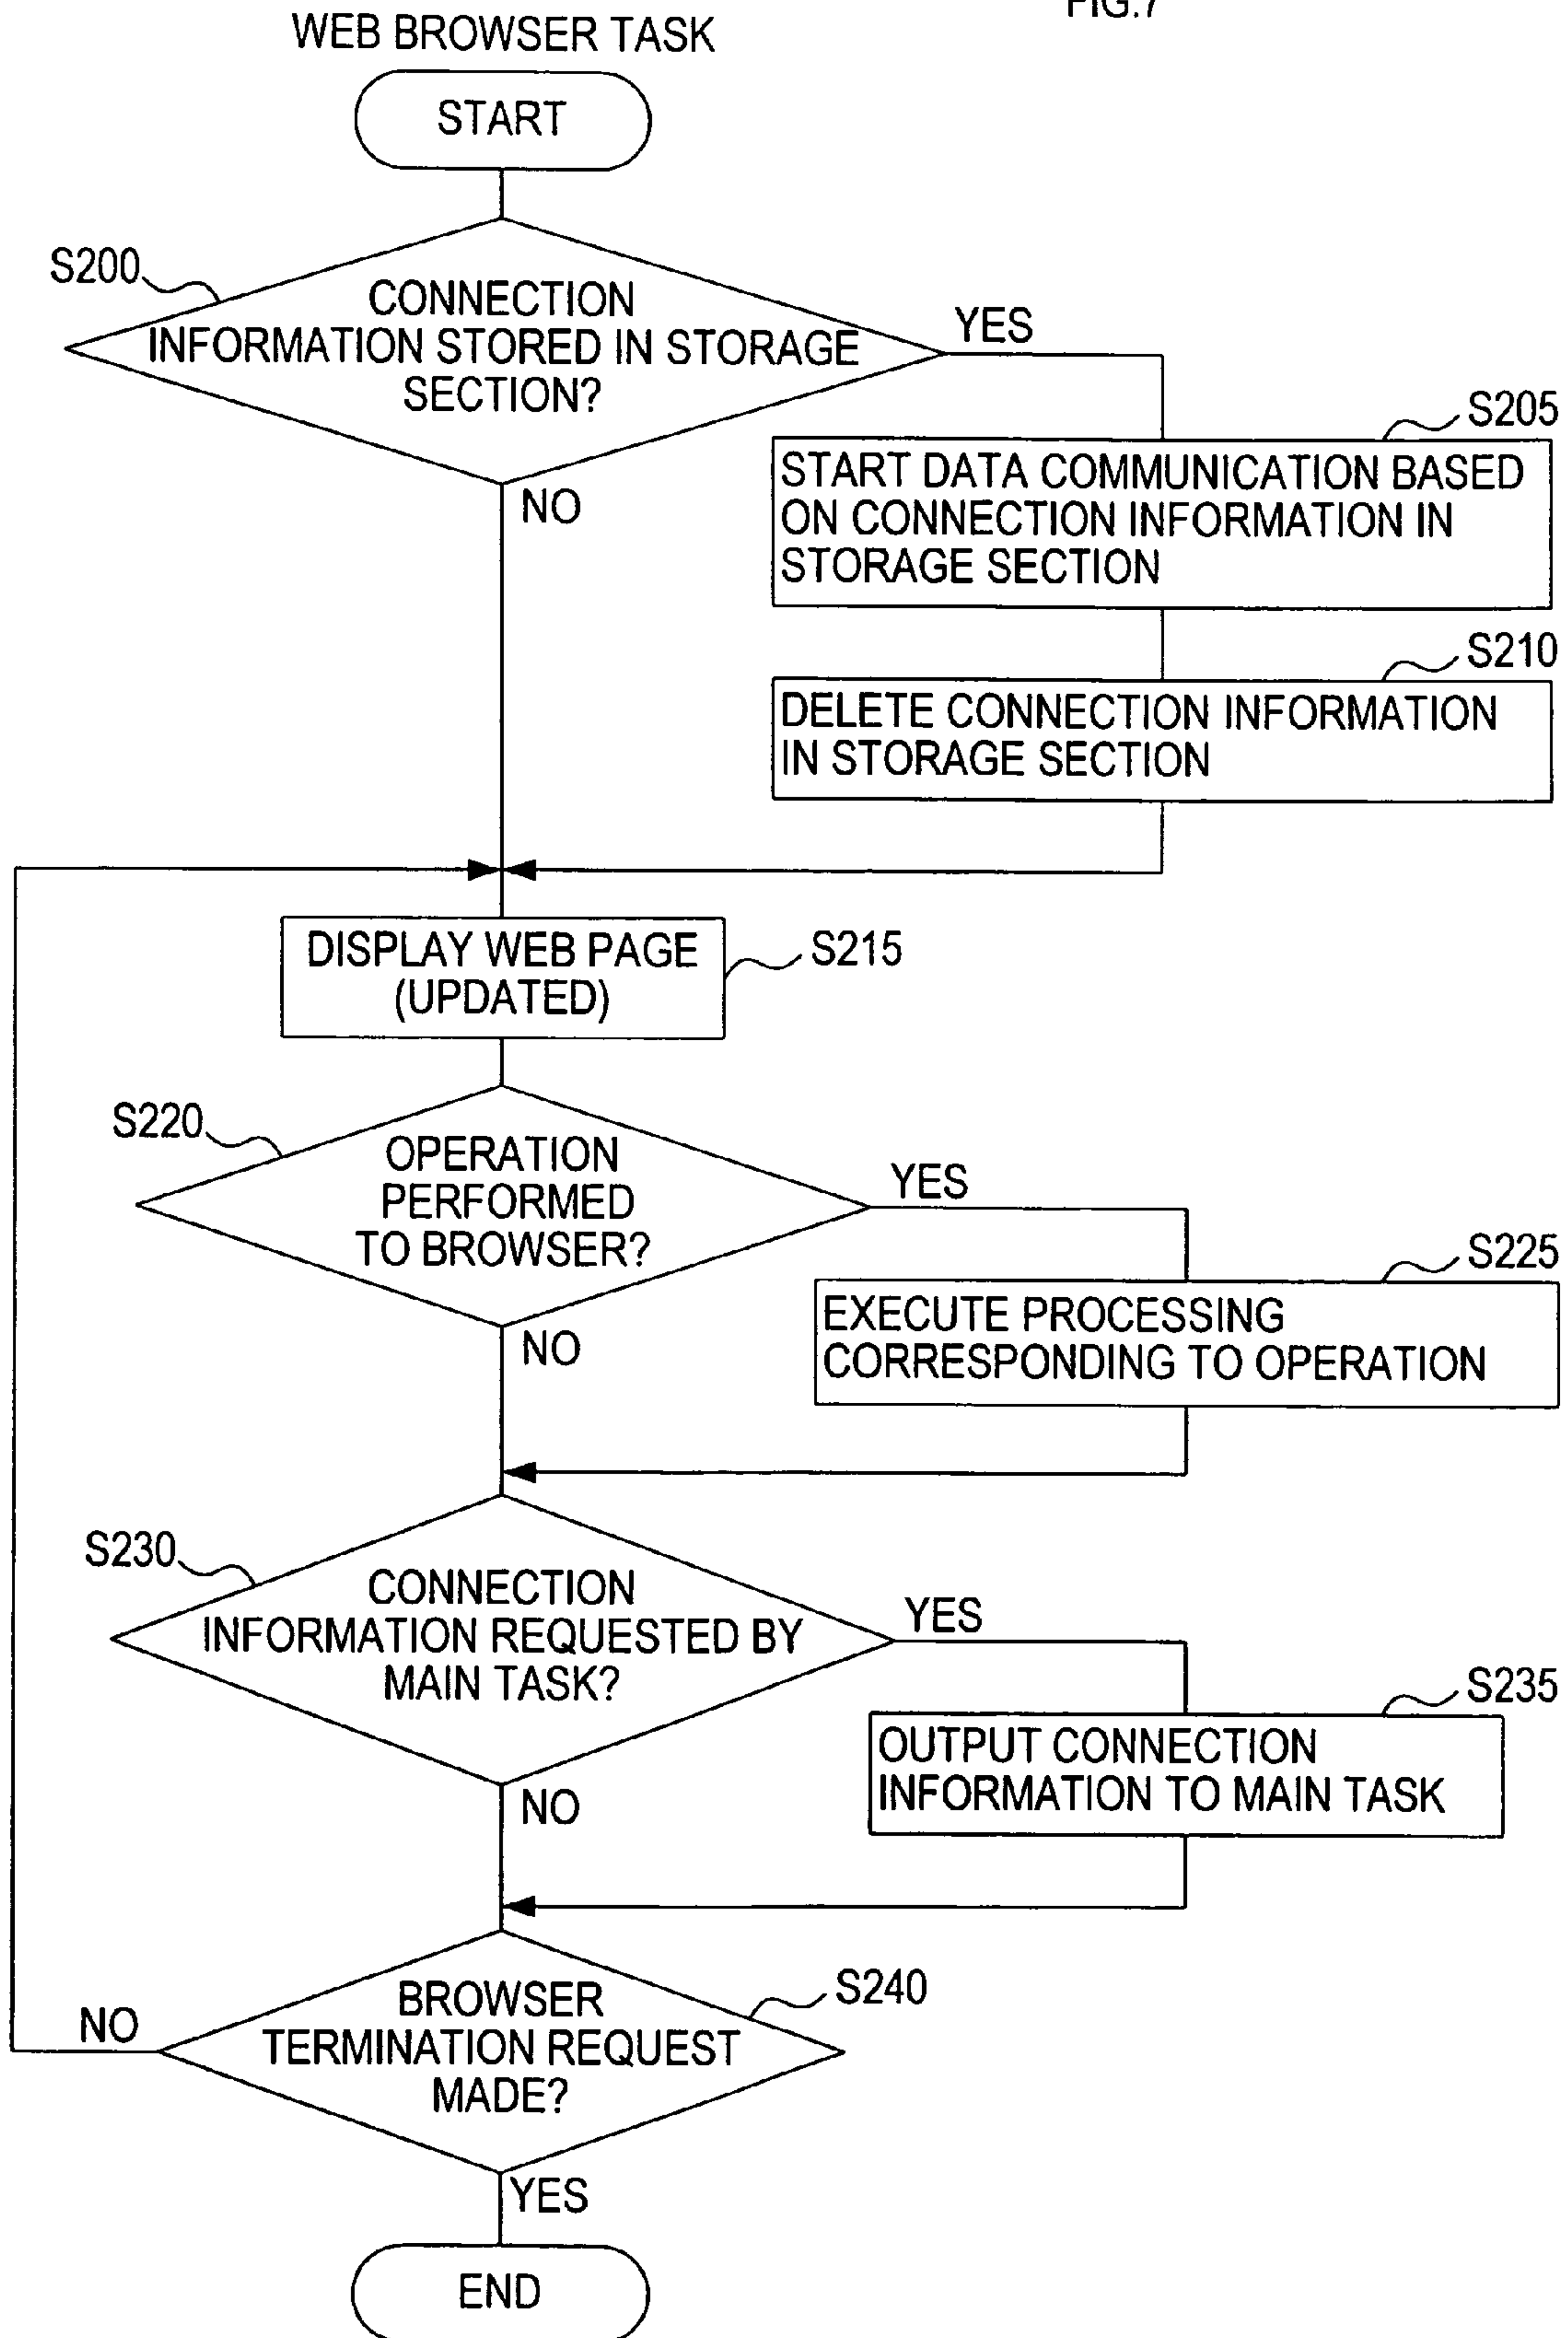 FIG.7
WEB BROWSER TASK
START
S200
CONNECTION
INFORMATION STORED IN STORAGE
SECTION?
YES
NO
S205
START DATA COMMUNICATION BASED
ON CONNECTION INFORMATION IN
STORAGE SECTION
S210
DELETE CONNECTION INFORMATION
IN STORAGE SECTION
DISPLAY WEB PAGE
(UPDATED)
S215
S220
OPERATION
PERFORMED
TO BROWSER?
YES
NO
S225
EXECUTE PROCESSING
CORRESPONDING TO OPERATION
S230
CONNECTION
INFORMATION REQUESTED BY
MAIN TASK?
YES
NO
S235
OUTPUT CONNECTION
INFORMATION TO MAIN TASK
S240
BROWSER
TERMINATION REQUEST
MADE?
NO
YES
END